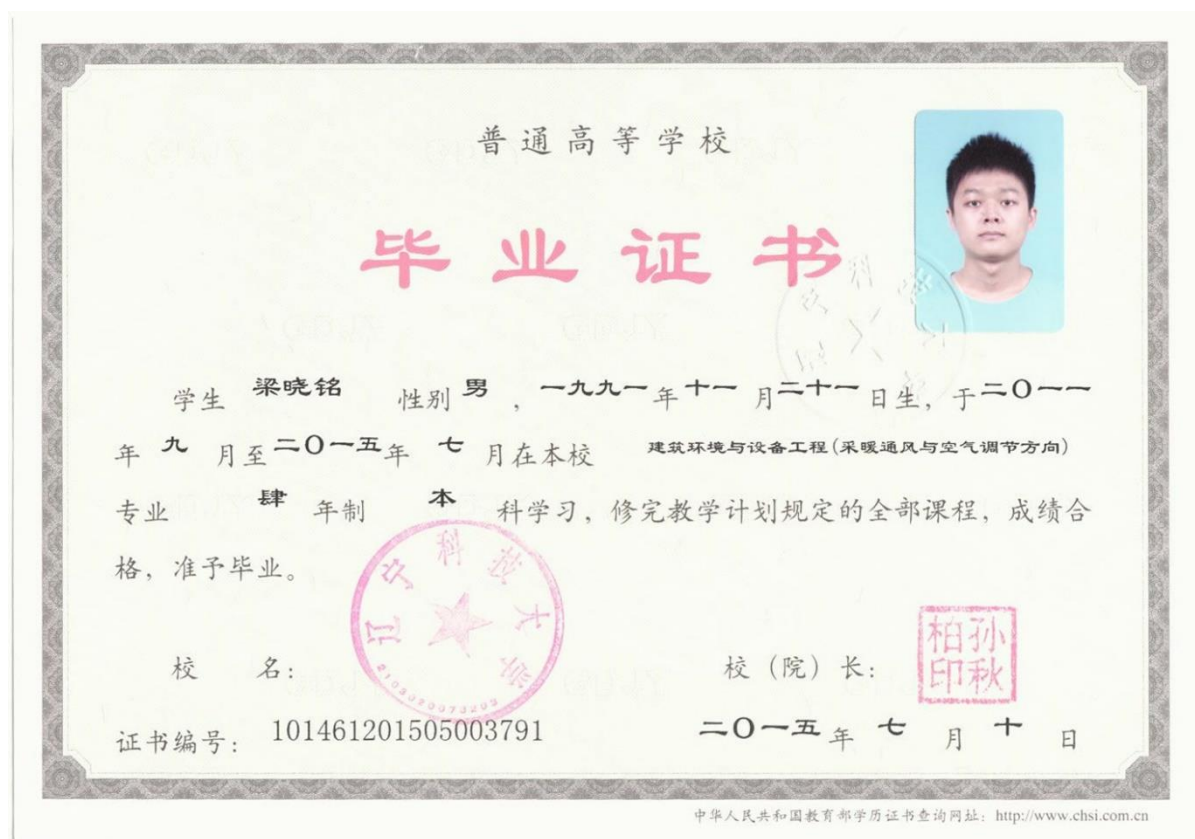 普通高等学校
毕业证书
学生 梁晓铭 性别 男 ，一九九一年十一月二十一日生，于二〇一一
年九月至二〇一五年七月在本校 建筑环境与设备工程(采暖通风与空气调节方向)
专业 肆 年制 本 科学习，修完教学计划规定的全部课程，成绩合
格，准予毕业。
辽宁科技大学
校 名：
校（院）长：
孙秋柏印
证书编号： 101461201505003791
二〇一五年七月十日
中华人民共和国教育部学历证书查询网址：http://www.chsi.com.cn